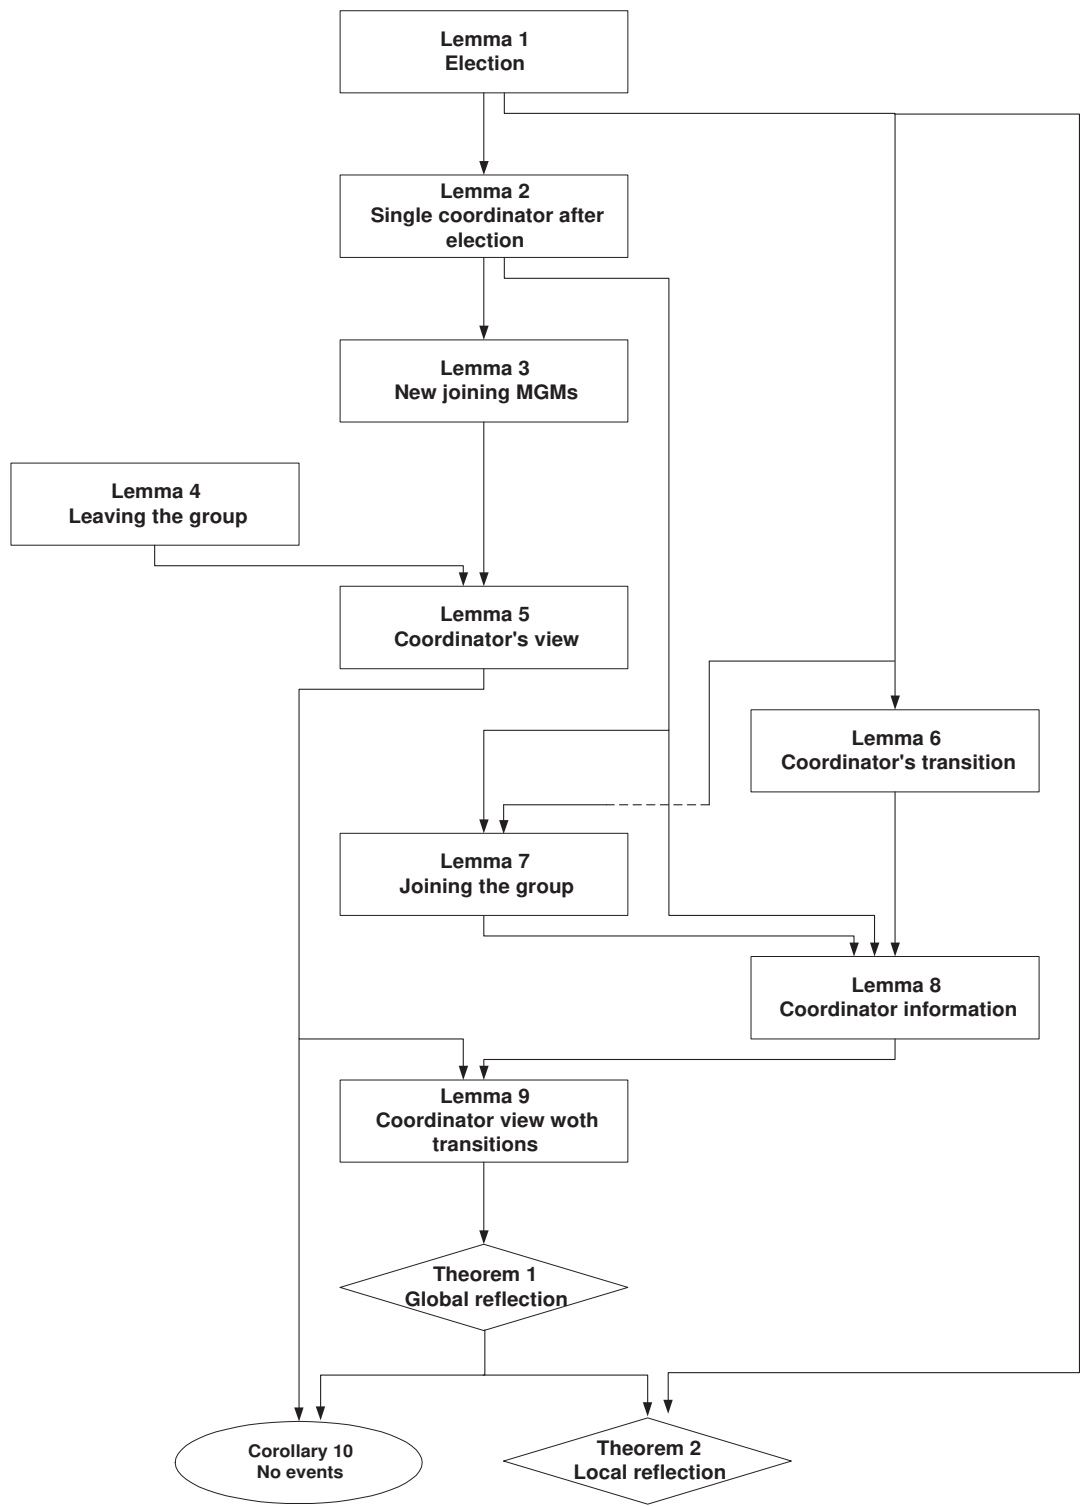 Lemma 1
Election
Lemma 2
Single coordinator after
election
Lemma 3
New joining MGMs
Lemma 4
Leaving the group
Lemma 5
Coordinator's view
Lemma 6
Coordinator's transition
Lemma 7
Joining the group
Lemma 8
Coordinator information
Lemma 9
Coordinator view woth
transitions
Theorem 1
Global reflection
Corollary 10
No events
Theorem 2
Local reflection